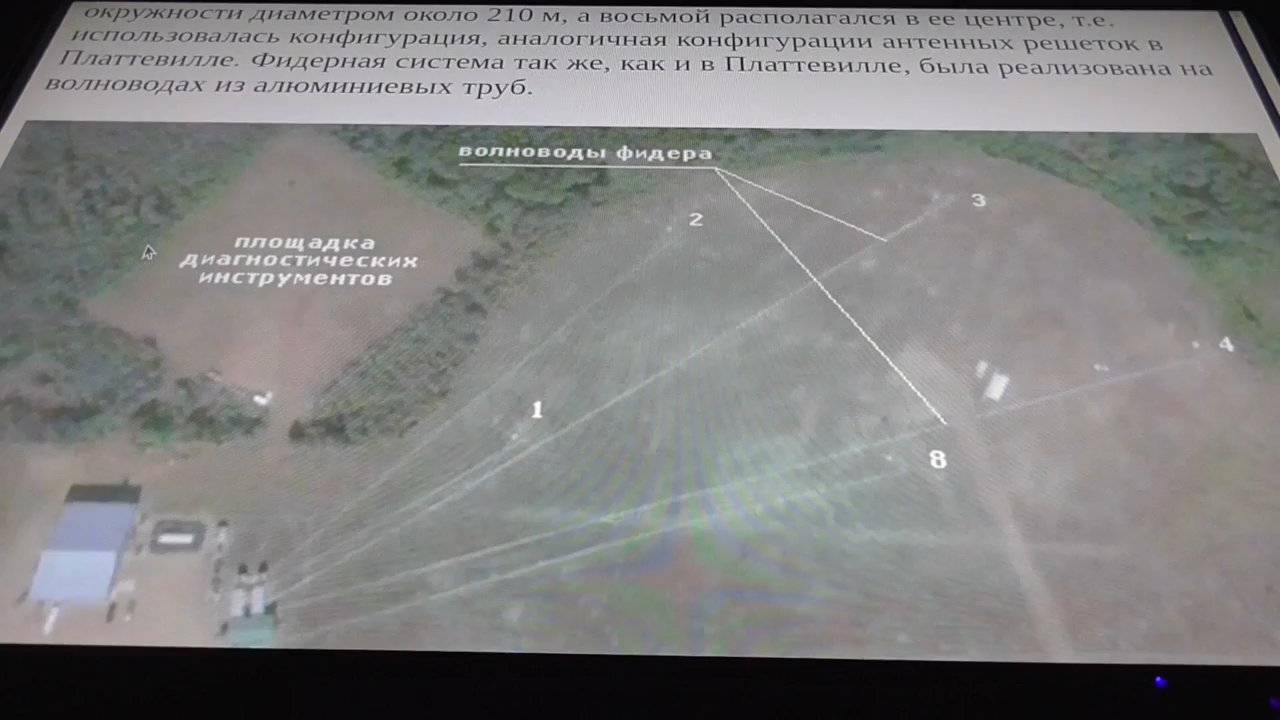 окружности диаметром около 210 м, а восьмой располагался в ее центре, т.е.
использовалась конфигурация, аналогичная конфигурации антенных решеток в
Платтевилле. Фидерная система так же, как и в Платтевилле, была реализована на
волноводах из алюминиевых труб.
волноводы фидера
3
2
площадка
диагностических
инструментов
4
1
8